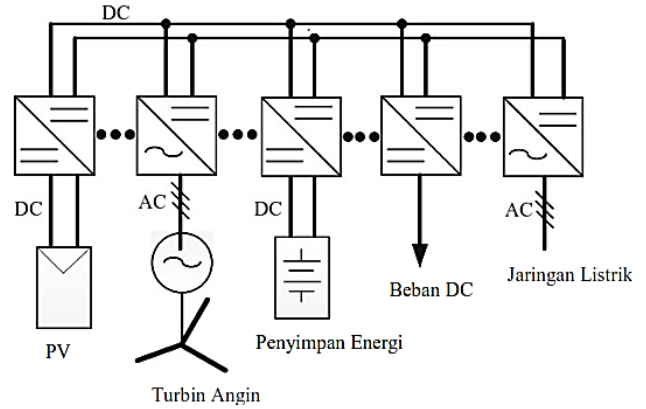 DC
DC
AC
DC
AC
PV
Turbin Angin
Penyimpan Energi
Beban DC
Jaringan Listrik